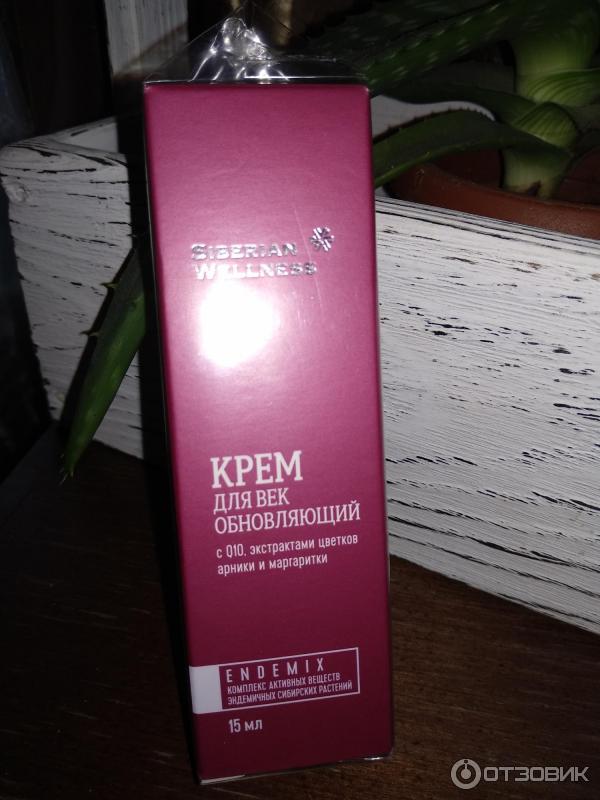 SIBERIAN
WELLNESS
КРЕМ
ДЛЯ ВЕК
ОБНОВЛЯЮЩИЙ
с Q10, экстрактами цветков
арники и маргаритки
ENDEMIX
КОМПЛЕКС АКТИВНЫХ ВЕЩЕСТВ
ЭНДЕМИЧНЫХ СИБИРСКИХ РАСТЕНИЙ
15 мл
ОТЗОВИК